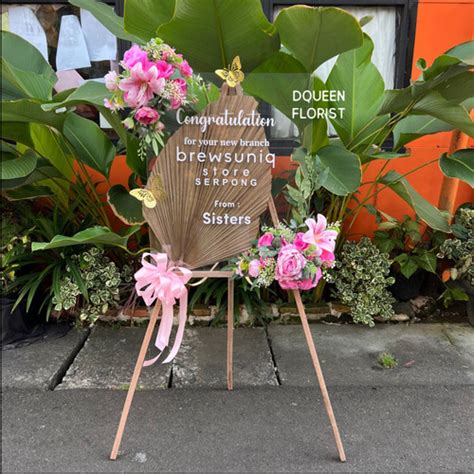 DQUEEN
FLORIST
Congratulation
for your new branch
brewsuniq
store
SERPONG
From :
Sisters